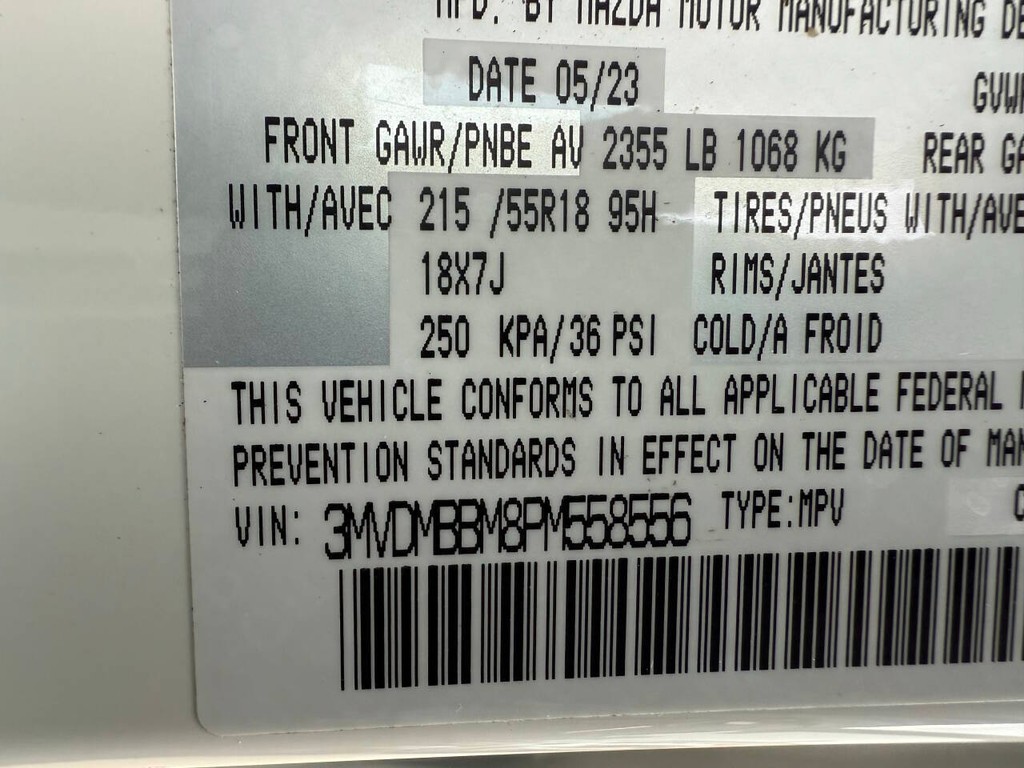 MFD. BY MAZDA MOTOR MANUFACTURING DE
DATE 05/23 GVWR
FRONT GAWR/PNBE AV 2355 LB 1068 KG REAR GA
WITH/AVEC 215 /55R18 95H TIRES/PNEUS WITH/AVE
18X7J RIMS/JANTES
250 KPA/36 PSI COLD/A FROID
THIS VEHICLE CONFORMS TO ALL APPLICABLE FEDERAL
PREVENTION STANDARDS IN EFFECT ON THE DATE OF MAN
VIN: 3MVDMBBM8PM558556 TYPE:MPV C